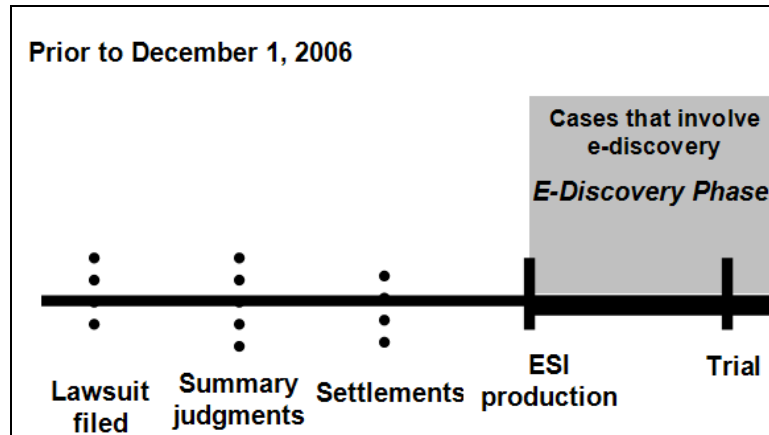 Prior to December 1, 2006
Cases that involve
e-discovery
E-Discovery Phase
Lawsuit
filed
Summary
judgments
Settlements
ESI
production
Trial